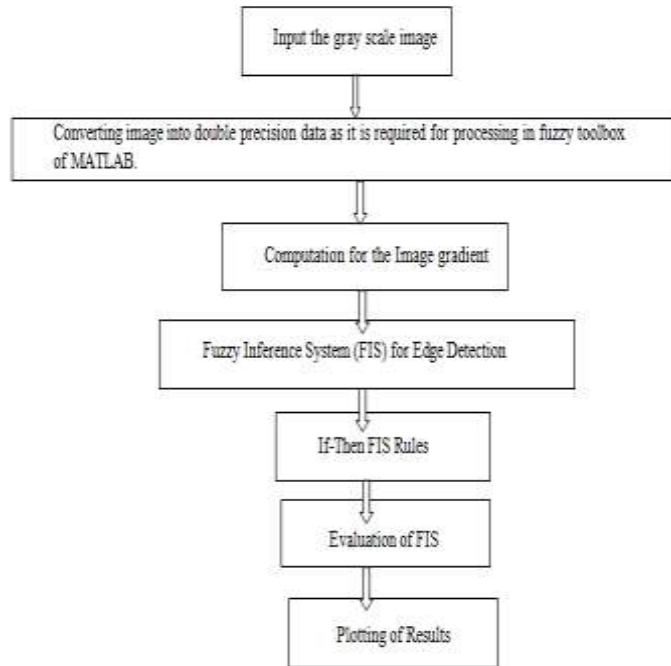 Input the gray scale image
Converting image into double precision data as it is required for processing in fuzzy toolbox
of MATLAB.
Computation for the Image gradient
Fuzzy Inference System (FIS) for Edge Detection
If-Then FIS Rules
Evaluation of FIS
Plotting of Results